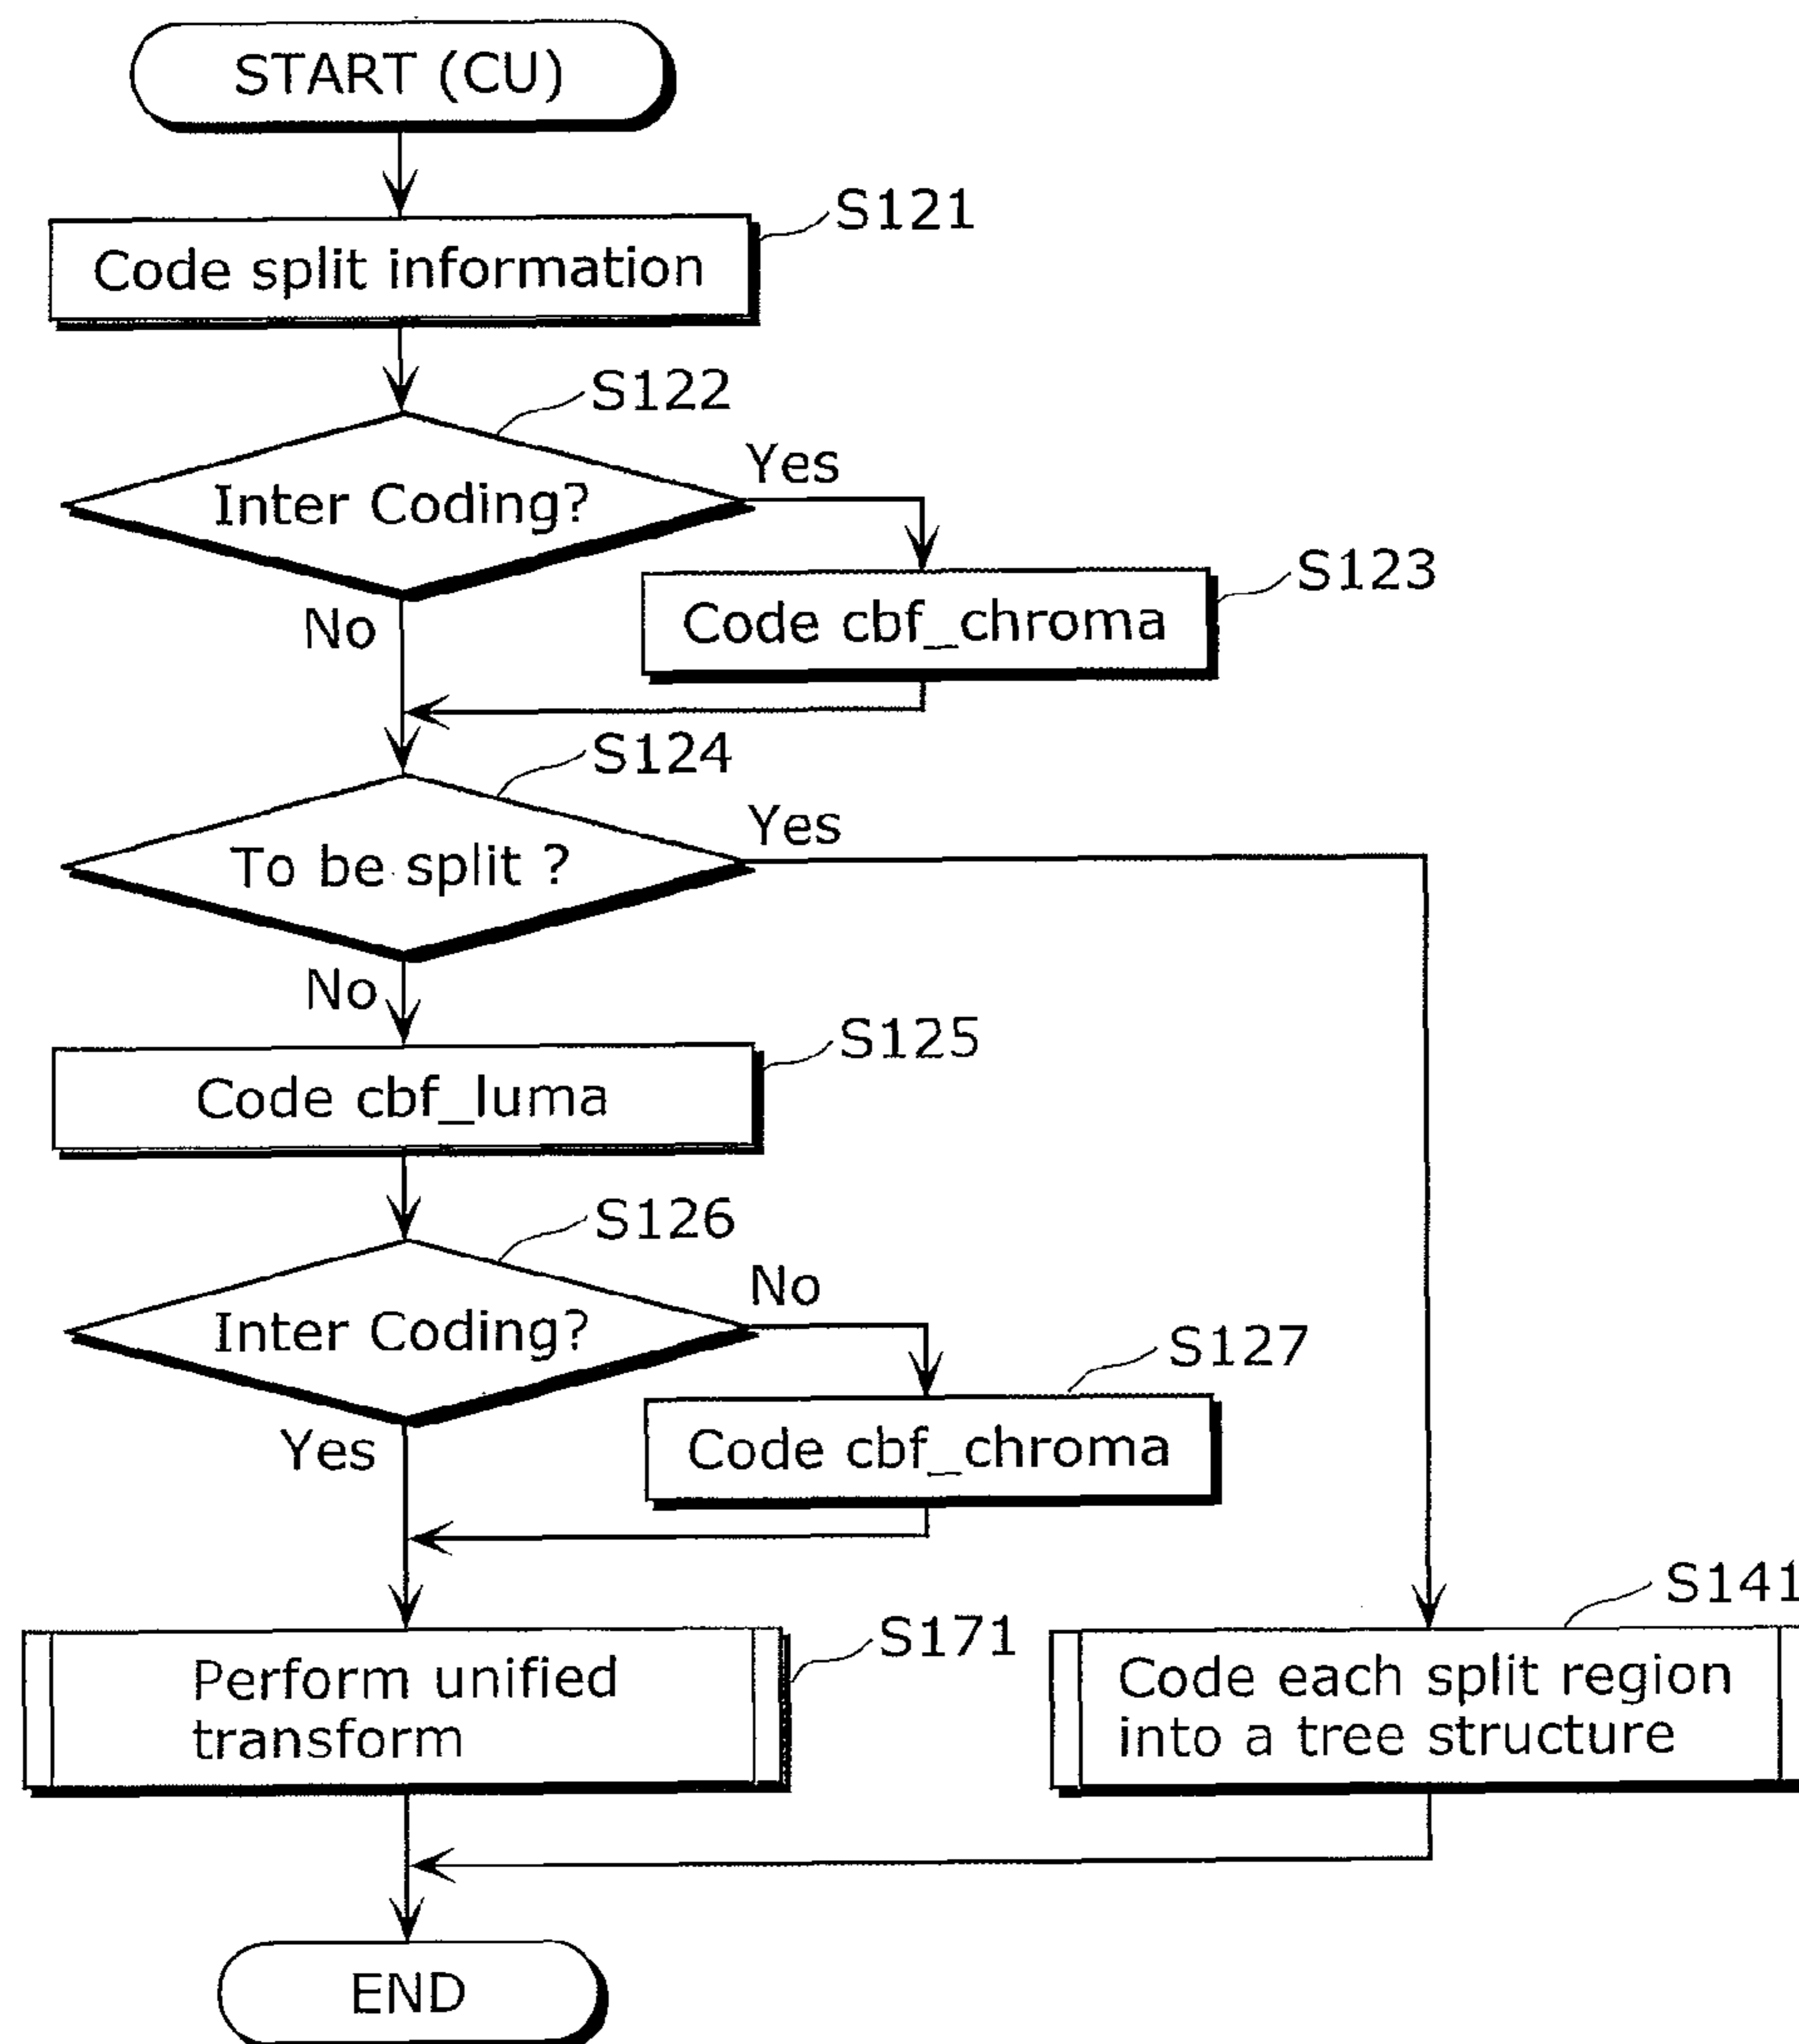 START (CU)
S121
Code split information
S122
Yes
Inter Coding?
S123
Code cbf_chroma
No
S124
Yes
To be split ?
No
S125
Code cbf_luma
S126
No
Inter Coding?
S127
Code cbf_chroma
Yes
S171
Perform unified
transform
S141
Code each split region
into a tree structure
END